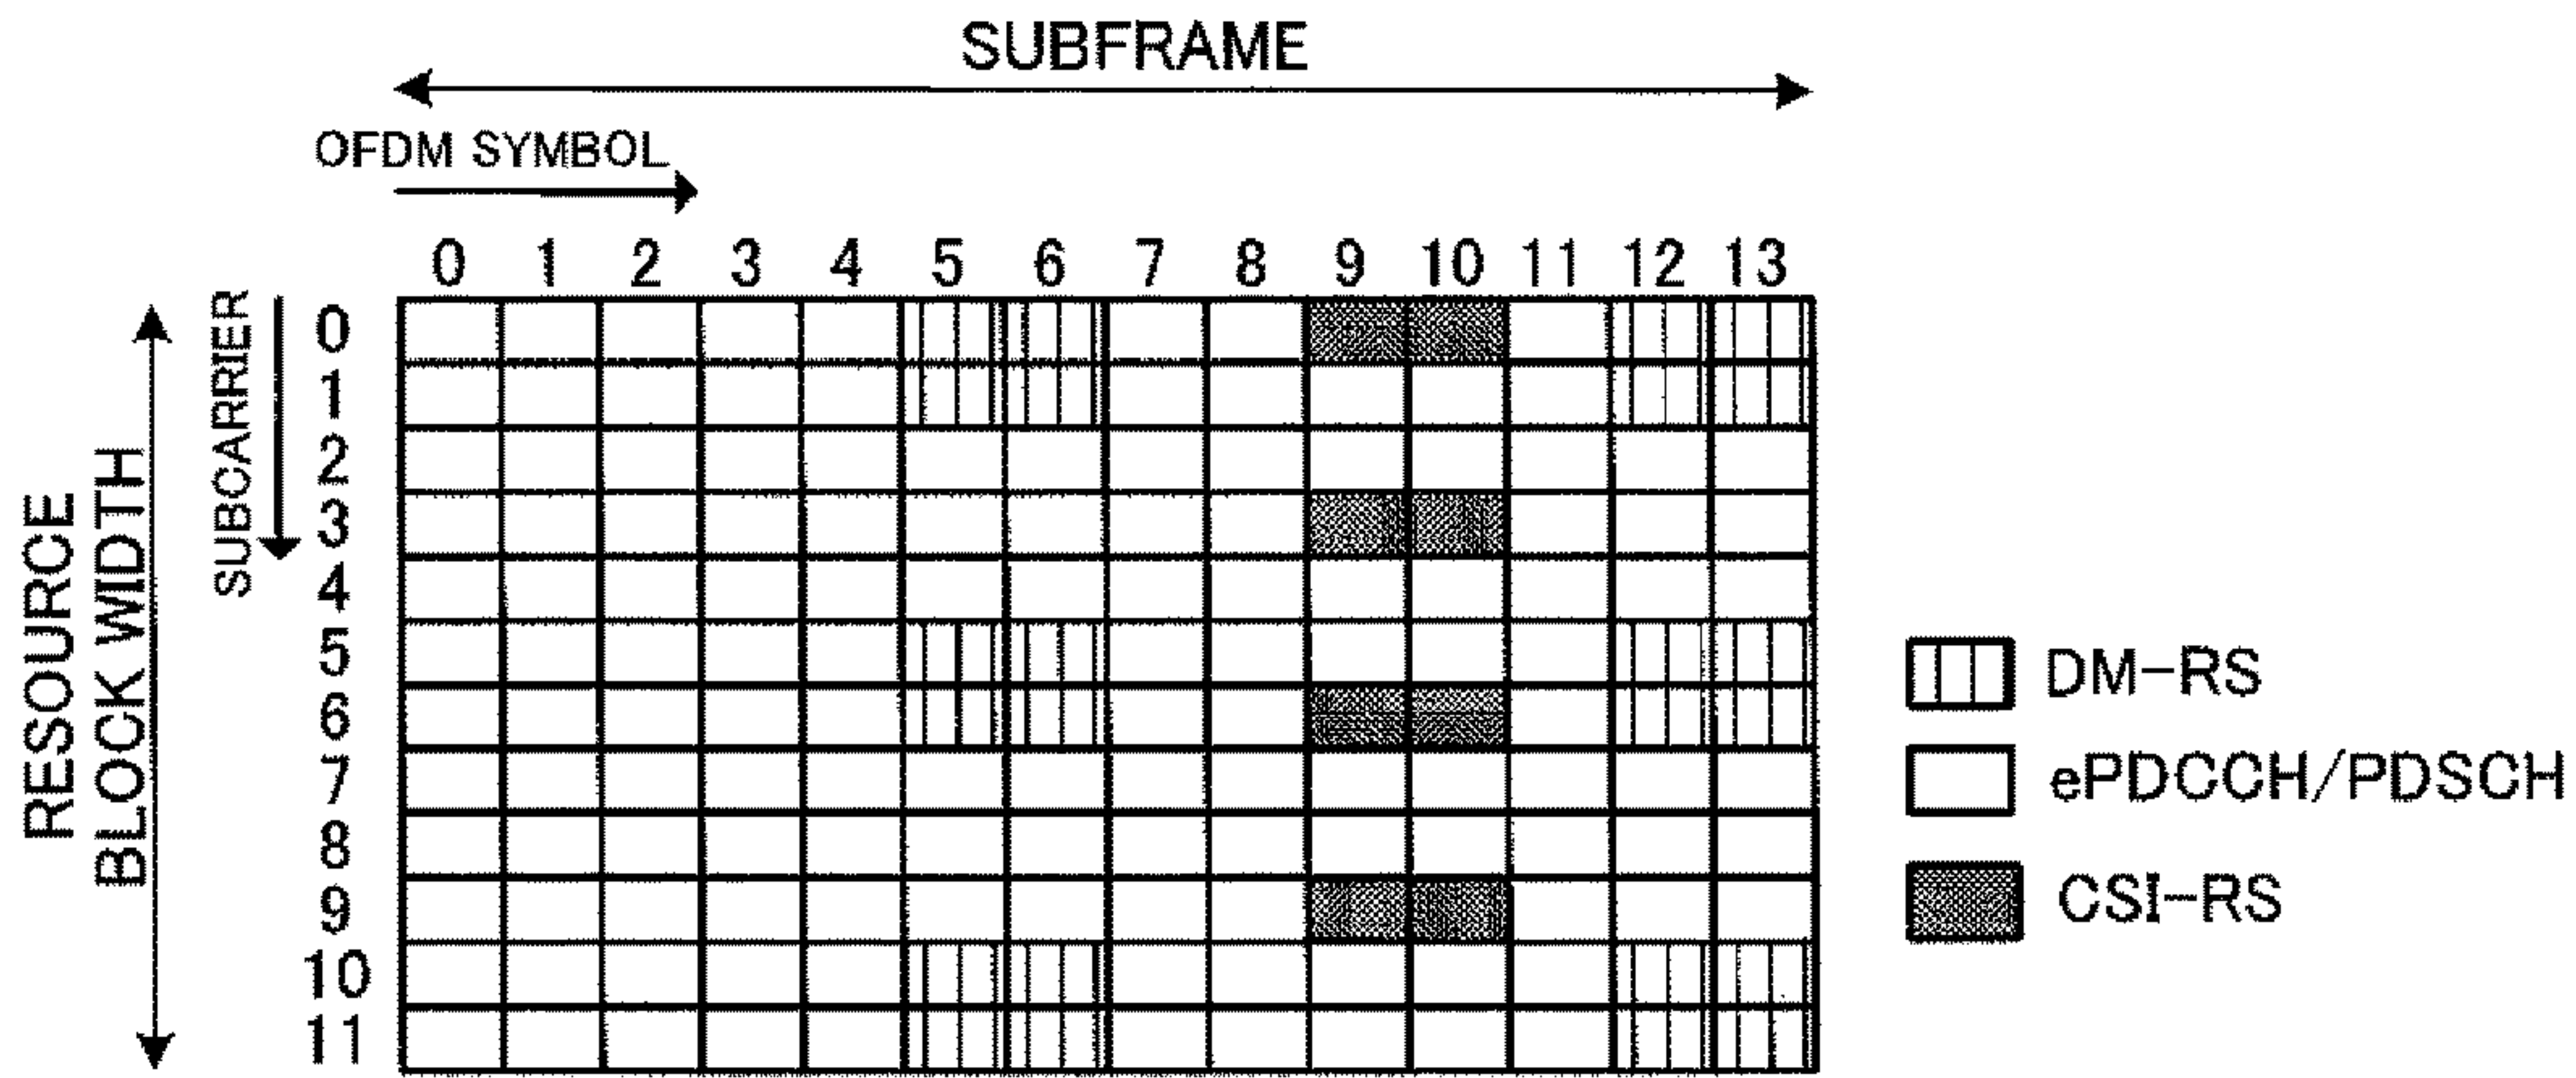 SUBFRAME
OFDM SYMBOL
0 1 2 3 4 5 6 7 8 9 10 11 12 13
RESOURCE
BLOCK WIDTH
SUBCARRIER
0
1
2
3
4
5
6
7
8
9
10
11
DM-RS
ePDCCH/PDSCH
CSI-RS